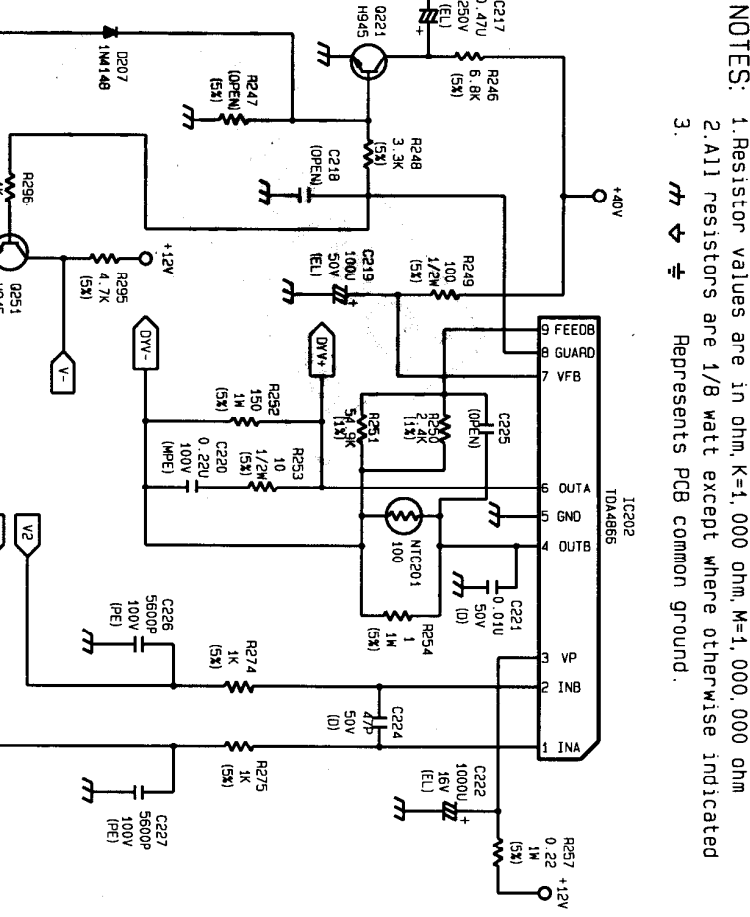 NOTES:
1.Resistor values are in ohm, K=1,000 ohm, M=1,000,000 ohm
2.All resistors are 1/8 watt except where otherwise indicated
3. Represents PCB common ground.
C217
0.47U
250V
(EL)
+
Q221
H945
R246
6.8K
(5%)
D207
1N4148
R247
(OPEN)
(5%)
R248
3.3K
(5%)
C218
(OPEN)
+40V
R296
Q251
+12V
R295
4.7K
(5%)
V-
C219
100U
50V
(EL)
+
R249
100
1/2W
(5%)
DYV-
DYV+
R252
150
1W
(5%)
R253
10
1/2W
(5%)
C220
0.22U
100V
(MPE)
R251
(1%)
R250
(1%)
C225
(OPEN)
NTC201
100
R254
1
1W
(5%)
C221
0.01U
50V
(D)
IC202
TDA4866
9 FEEDB
8 GUARD
7 VFB
6 OUTA
5 GND
4 OUTB
3 VP
2 INB
1 INA
V2
C226
5600P
100V
(PE)
R274
1K
(5%)
C224
47P
50V
(D)
R275
1K
(5%)
C227
5600P
100V
(PE)
C222
1000U
16V
(EL)
+
R257
0.22
1W
(5%)
+12V